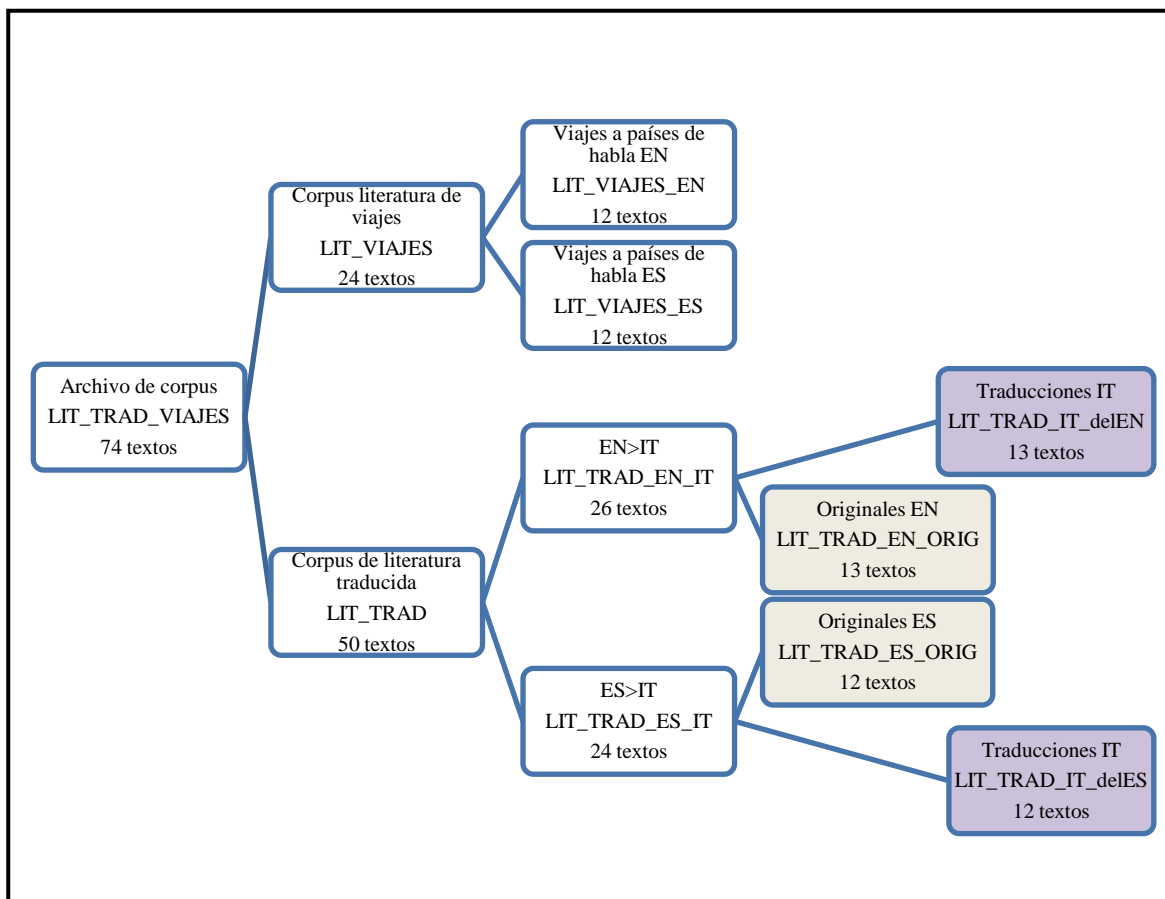 Viajes a países de
habla EN
LIT_VIAJES_EN
12 textos
Corpus literatura de
viajes
LIT_VIAJES
24 textos
Viajes a países de
habla ES
LIT_VIAJES_ES
12 textos
Archivo de corpus
LIT_TRAD_VIAJES
74 textos
Traducciones IT
LIT_TRAD_IT_delEN
13 textos
EN>IT
LIT_TRAD_EN_IT
26 textos
Originales EN
LIT_TRAD_EN_ORIG
13 textos
Corpus de literatura
traducida
LIT_TRAD
50 textos
Originales ES
LIT_TRAD_ES_ORIG
12 textos
ES>IT
LIT_TRAD_ES_IT
24 textos
Traducciones IT
LIT_TRAD_IT_delES
12 textos